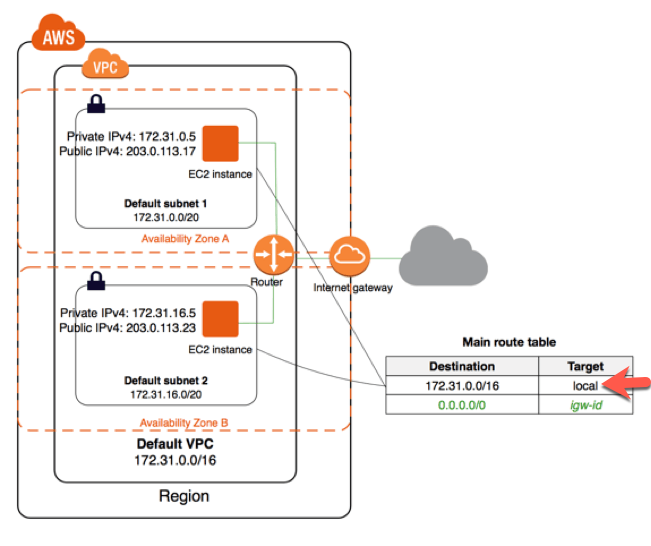 AWS
VPC
Private IPv4: 172.31.0.5
Public IPv4: 203.0.113.17
EC2 instance
Default subnet 1
172.31.0.0/20
Availability Zone A
Router
Internet gateway
Private IPv4: 172.31.16.5
Public IPv4: 203.0.113.23
EC2 instance
Default subnet 2
172.31.16.0/20
Availability Zone B
Default VPC
172.31.0.0/16
Region
Main route table
Destination Target
172.31.0.0/16 local
0.0.0.0/0 igw-id